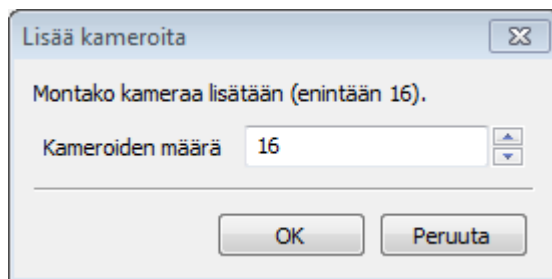 Lisää kameroita
Montako kameraa lisätään (enintään 16).
Kameroiden määrä 16
OK Peruuta